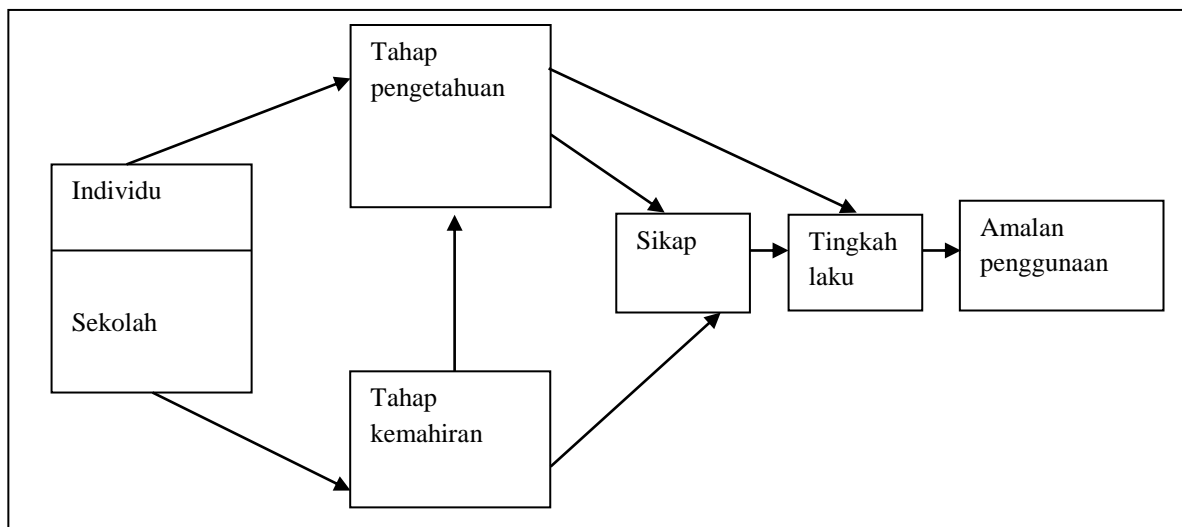 Tahap
pengetahuan
Individu
Sekolah
Tahap
kemahiran
Sikap
Tingkah
laku
Amalan
penggunaan